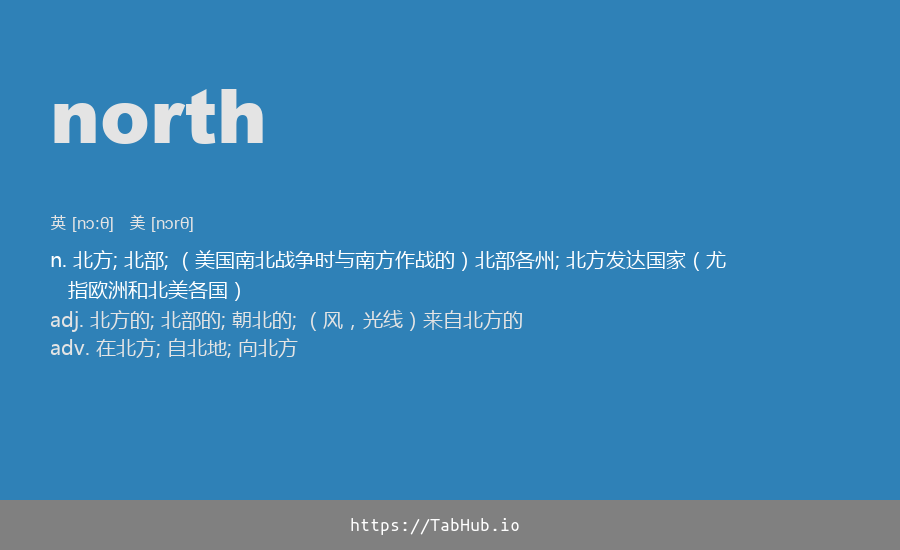 north
英 [nɔːθ] 美 [nɔrθ]
n. 北方; 北部; （美国南北战争时与南方作战的）北部各州; 北方发达国家（尤
指欧洲和北美各国）
adj. 北方的; 北部的; 朝北的; （风，光线）来自北方的
adv. 在北方; 自北地; 向北方
https://TabHub.io